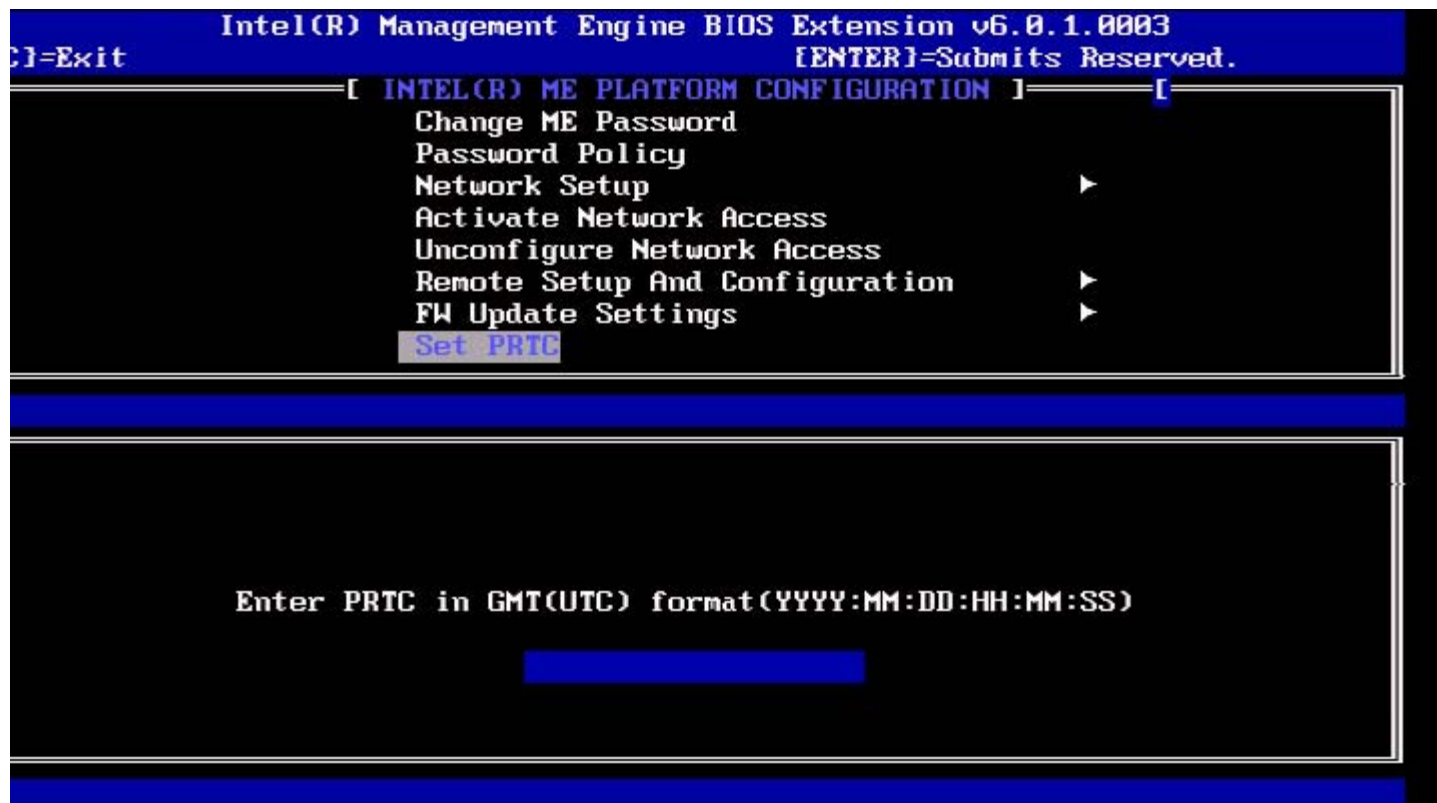 Intel(R) Management Engine BIOS Extension v6.0.1.0003
C]=Exit [ENTER]=Submits Reserved.
[ INTEL(R) ME PLATFORM CONFIGURATION ] [
Change ME Password
Password Policy
Network Setup ►
Activate Network Access
Unconfigure Network Access
Remote Setup And Configuration ►
FW Update Settings ►
Set PRTC
Enter PRTC in GMT(UTC) format(YYYY:MM:DD:HH:MM:SS)